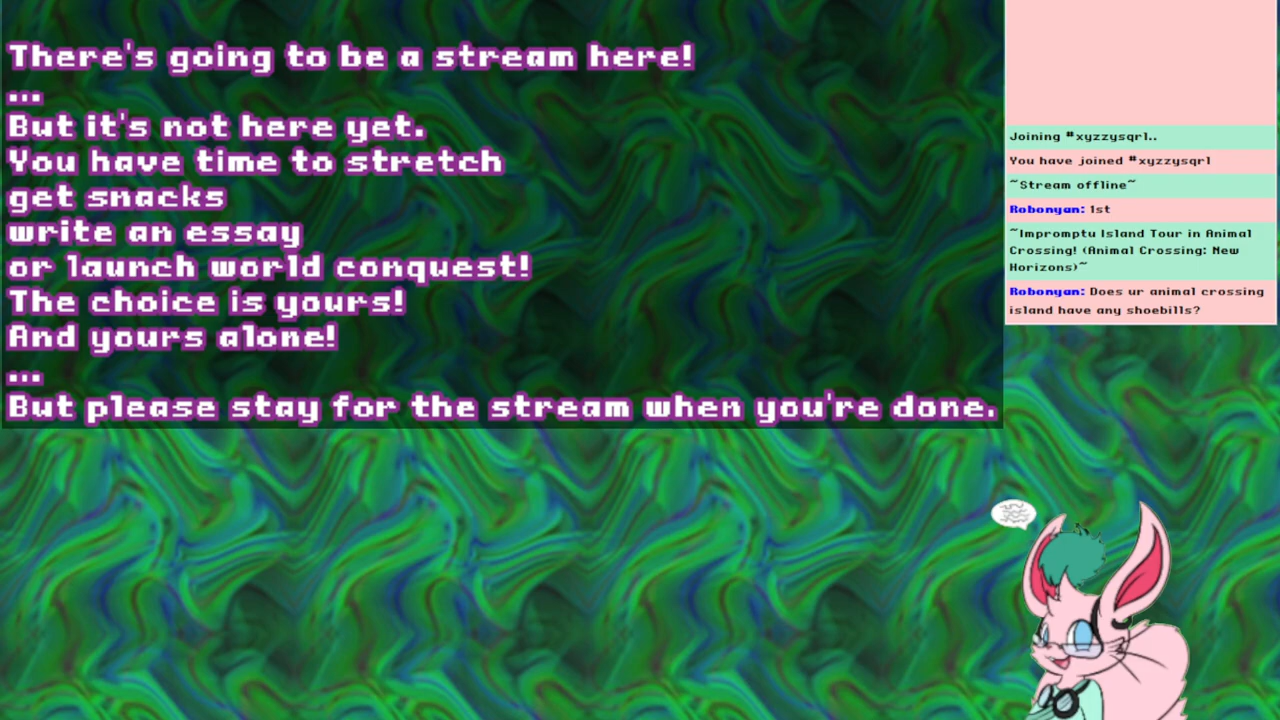 There's going to be a stream here!
...
But it's not here yet.
You have time to stretch
get snacks
write an essay
or launch world conquest!
The choice is yours!
And yours alone!
...
But please stay for the stream when you're done.
Joining #xyzzysqrl..
You have joined #xyzzysqrl
~Stream offline~
Robonyan: 1st
~Impromptu Island Tour in Animal
Crossing! (Animal Crossing: New
Horizons)~
Robonyan: Does ur animal crossing
island have any shoebills?